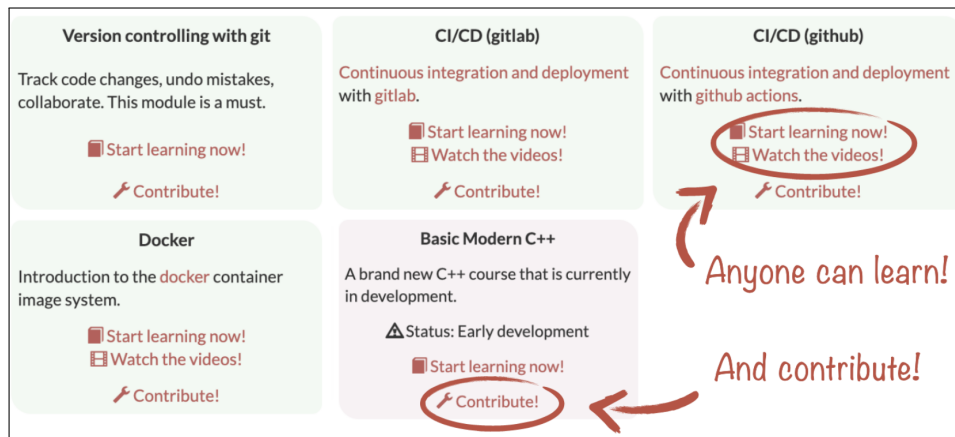 Version controlling with git
Track code changes, undo mistakes,
collaborate. This module is a must.
Start learning now!
Contribute!
CI/CD (gitlab)
Continuous integration and deployment
with gitlab.
Start learning now!
Watch the videos!
Contribute!
CI/CD (github)
Continuous integration and deployment
with github actions.
Start learning now!
Watch the videos!
Contribute!
Anyone can learn!
Docker
Introduction to the docker container
image system.
Start learning now!
Watch the videos!
Contribute!
Basic Modern C++
A brand new C++ course that is currently
in development.
Status: Early development
Start learning now!
Contribute!
And contribute!